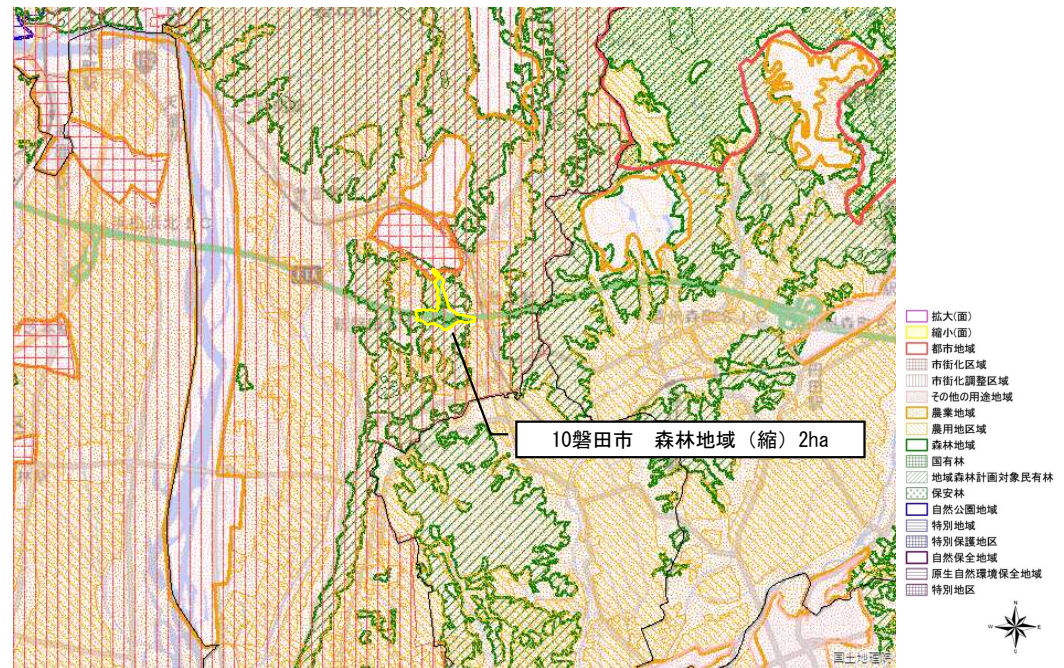 10磐田市 森林地域（縮）2ha
拡大(面)
縮小(面)
都市地域
市街化区域
市街化調整区域
その他の用途地域
農業地域
農用地区域
森林地域
国有林
地域森林計画対象民有林
保安林
自然公園地域
特別地域
特別保護地区
自然保全地域
原生自然環境保全地域
特別地区
N
W
E
S
国土地理院